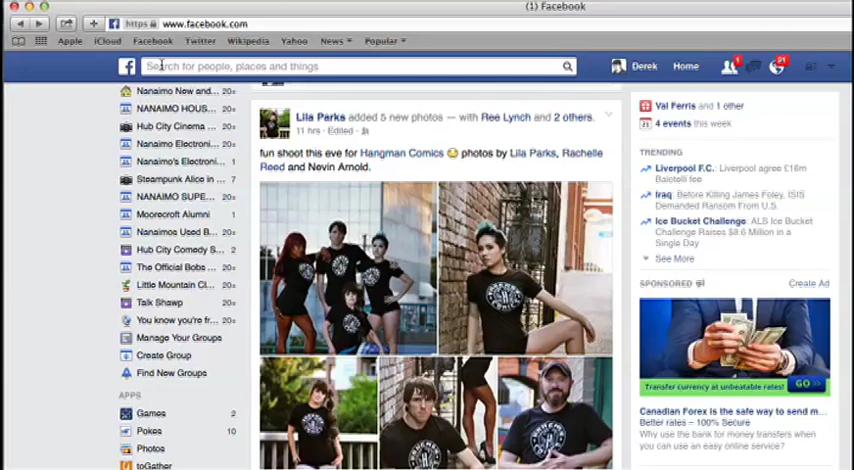 (1) Facebook
https www.facebook.com
Apple iCloud Facebook Twitter Wikipedia Yahoo News Popular
Search for people, places and things
Derek Home 1 21
Nanaimo New and... 20+
NANAIMO HOUS... 20+
Hub City Cinema ... 20+
Nanaimo Electroni... 20+
Nanaimo's Electroni... 1
Steampunk Alice in ... 7
NANAIMO SUPE... 20+
Moorecroft Alumni 1
Nanaimos Used B... 20+
Hub City Comedy S... 2
The Official Bobs ... 20+
Little Mountain Cl... 20+
Talk Shawp 20+
You know you're fr... 20+
Manage Your Groups
Create Group
Find New Groups
APPS
Games 2
Pokes 10
Photos
toGather
Lila Parks added 5 new photos — with Ree Lynch and 2 others.
11 hrs · Edited ·
fun shoot this eve for Hangman Comics photos by Lila Parks, Rachelle
Reed and Nevin Arnold.
Val Ferris and 1 other
4 events this week
TRENDING
Liverpool F.C. Liverpool agree £16m
Balotelli fee
Iraq: Before Killing James Foley, ISIS
Demanded Ransom From U.S.
Ice Bucket Challenge: ALS Ice Bucket
Challenge Raises $8.6 Million in a
Single Day
See More
SPONSORED Create Ad
Transfer currency at unbeatable rates! GO >>
Canadian Forex is the safe way to send m...
Better rates – 100% Secure
Why use the bank for money transfers when
you can use an easy online service?